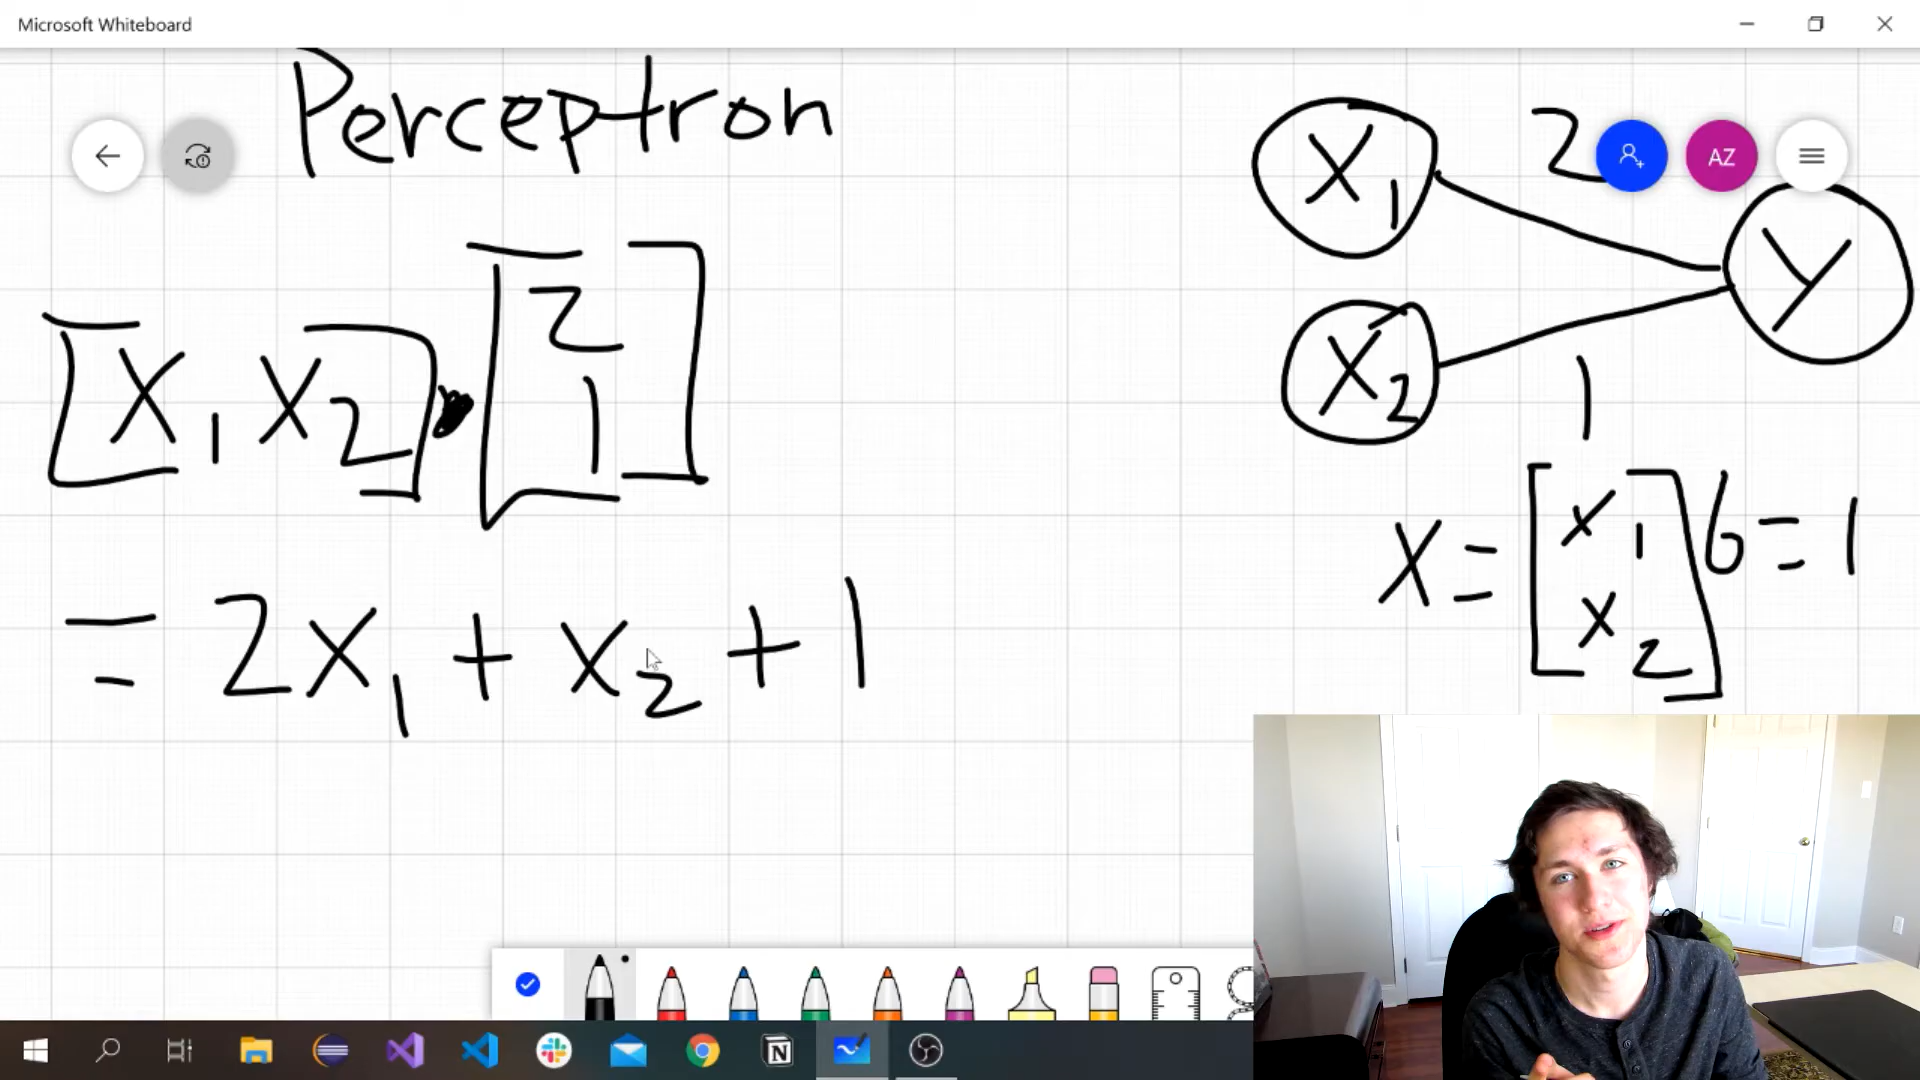 Microsoft Whiteboard
Perceptron
[X1 X2] • [2
1]
= 2x1 + x2 + 1
X1
2
AZ
Y
X2
1
X = [x1
x2]
b = 1